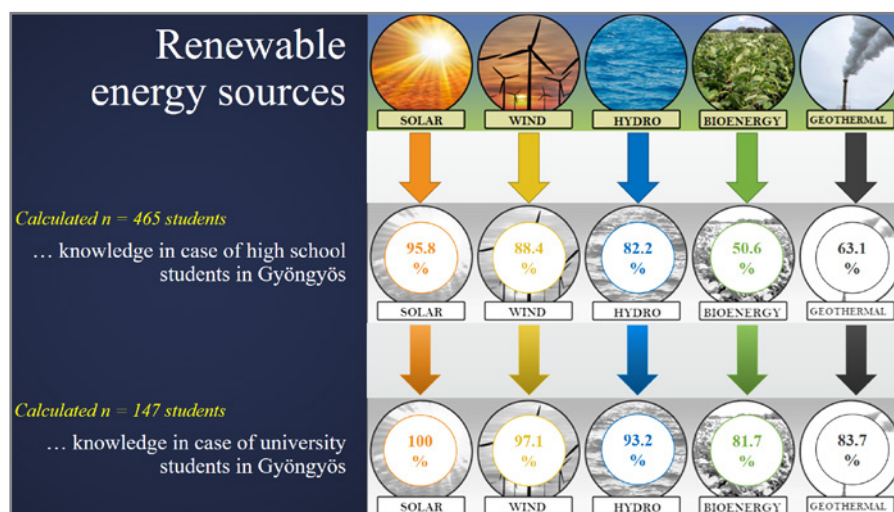 Renewable
energy sources
SOLAR
WIND
HYDRO
BIOENERGY
GEOTHERMAL
Calculated n = 465 students
… knowledge in case of high school
students in Gyöngyös
95.8
%
88.4
%
82.2
%
50.6
%
63.1
%
SOLAR
WIND
HYDRO
BIOENERGY
GEOTHERMAL
Calculated n = 147 students
… knowledge in case of university
students in Gyöngyös
100
%
97.1
%
93.2
%
81.7
%
83.7
%
SOLAR
WIND
HYDRO
BIOENERGY
GEOTHERMAL